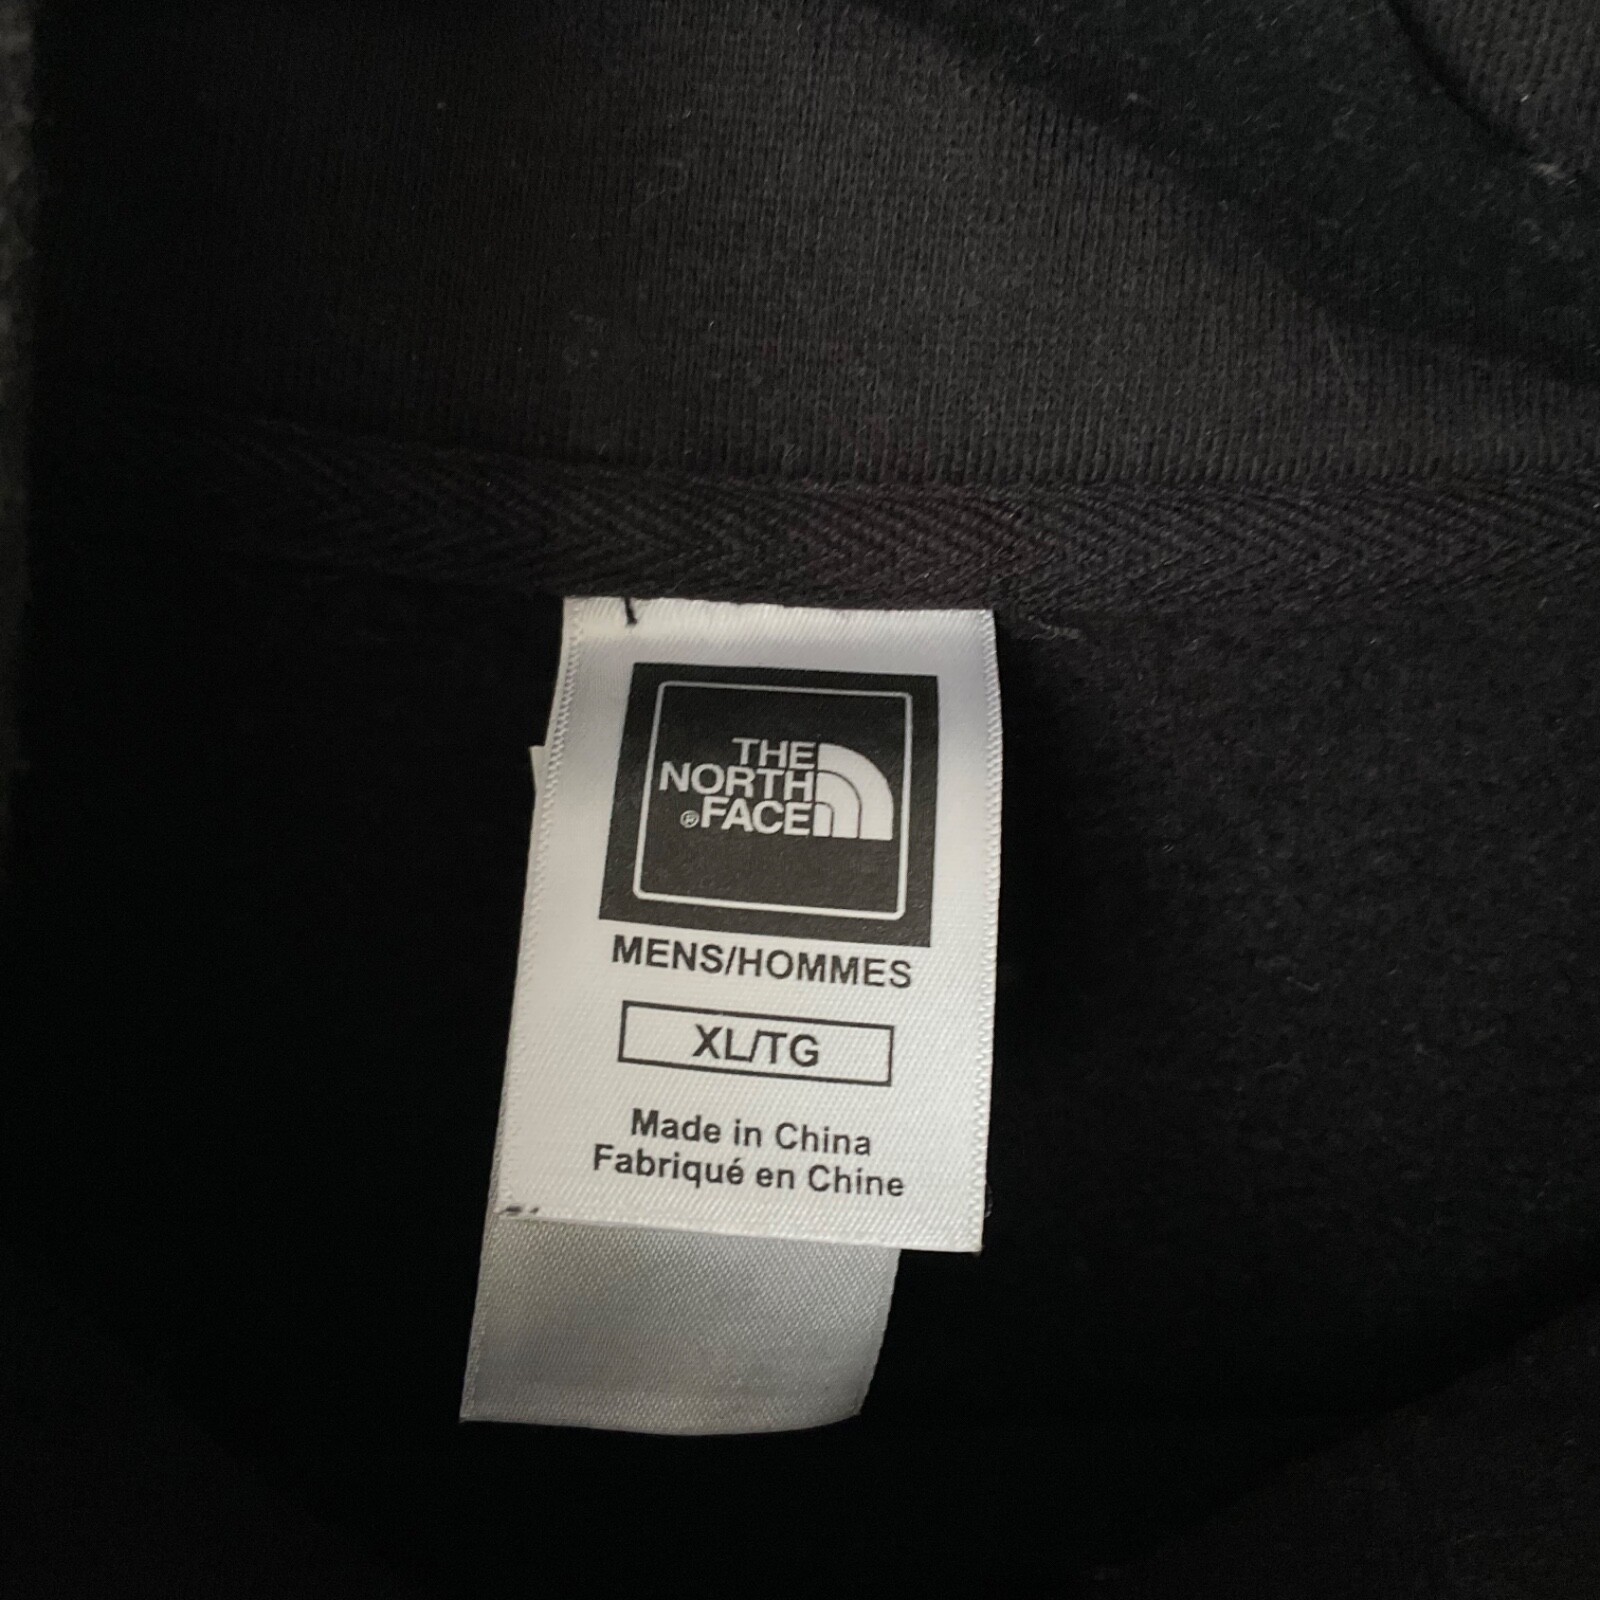 THE
NORTH
®FACE
MENS/HOMMES
XL/TG
Made in China
Fabriqué en Chine